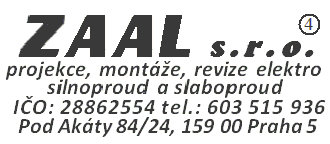 ZAAL s.r.o. 4
projekce, montáže, revize elektro
silnoproud a slaboproud
IČO: 28862554 tel.: 603 515 936
Pod Akáty 84/24, 159 00 Praha 5